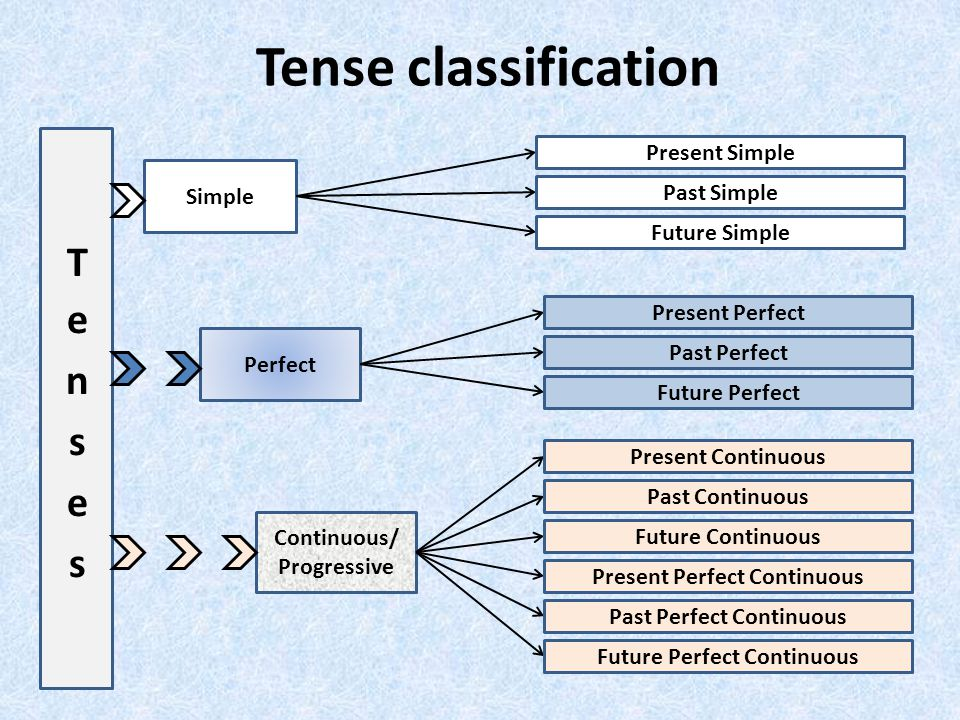 Tense classification
Tenses
Simple
Present Simple
Past Simple
Future Simple
Perfect
Present Perfect
Past Perfect
Future Perfect
Continuous/
Progressive
Present Continuous
Past Continuous
Future Continuous
Present Perfect Continuous
Past Perfect Continuous
Future Perfect Continuous